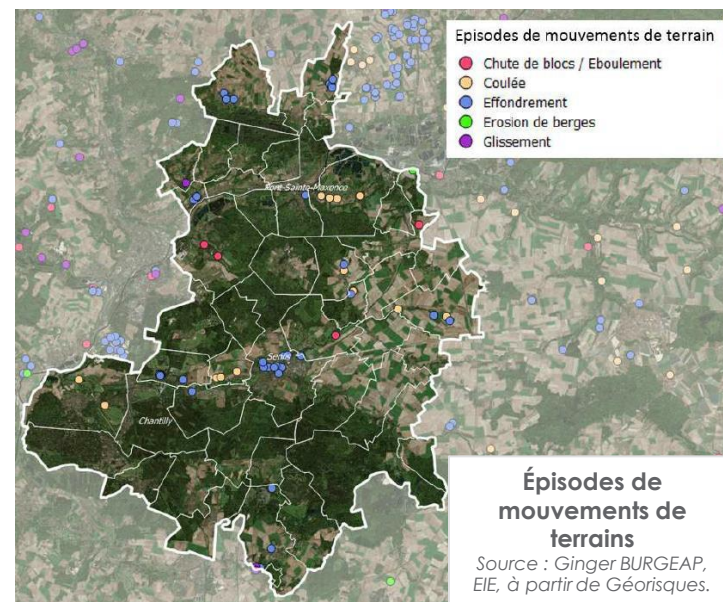 Episodes de mouvements de terrain
Chute de blocs / Eboulement
Coulée
Effondrement
Erosion de berges
Glissement
Pont-Sainte-Maxence
Senlis
Chantilly
Épisodes de
mouvements de
terrains
Source : Ginger BURGEAP,
EIE, à partir de Géorisques.